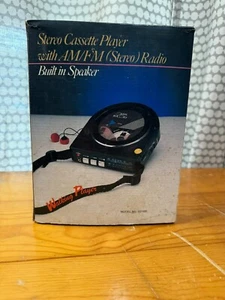 Stereo Cassette Player
with AM/FM (Stereo) Radio
Built in Speaker
Walking Player